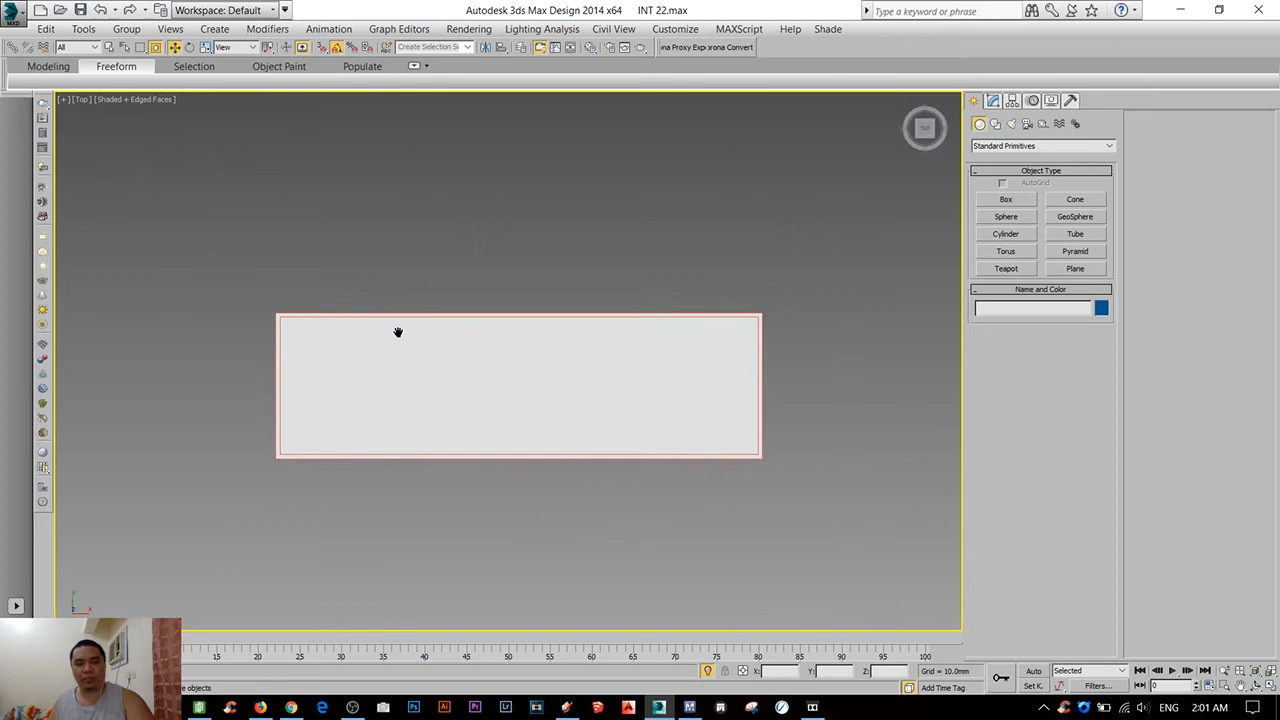 Workspace: Default
Autodesk 3ds Max Design 2014 x64 INT 22.max
Type a keyword or phrase
Edit Tools Group Views Create Modifiers Animation Graph Editors Rendering Lighting Analysis Civil View Customize MAXScript Help Shade
All View Create Selection Se na Proxy Exp orona Convert
Modeling Freeform Selection Object Paint Populate
[+] [Top] [Shaded + Edged Faces]
TOP
Standard Primitives
- Object Type
AutoGrid
Box Cone
Sphere GeoSphere
Cylinder Tube
Torus Pyramid
Teapot Plane
- Name and Color
y
z x
15 20 25 30 35 40 45 50 55 60 65 70 75 80 85 90 95 100
X: Y: Z: Grid = 10.0mm Auto Selected
e objects Add Time Tag Set K. Filters... 0
ENG 2:01 AM